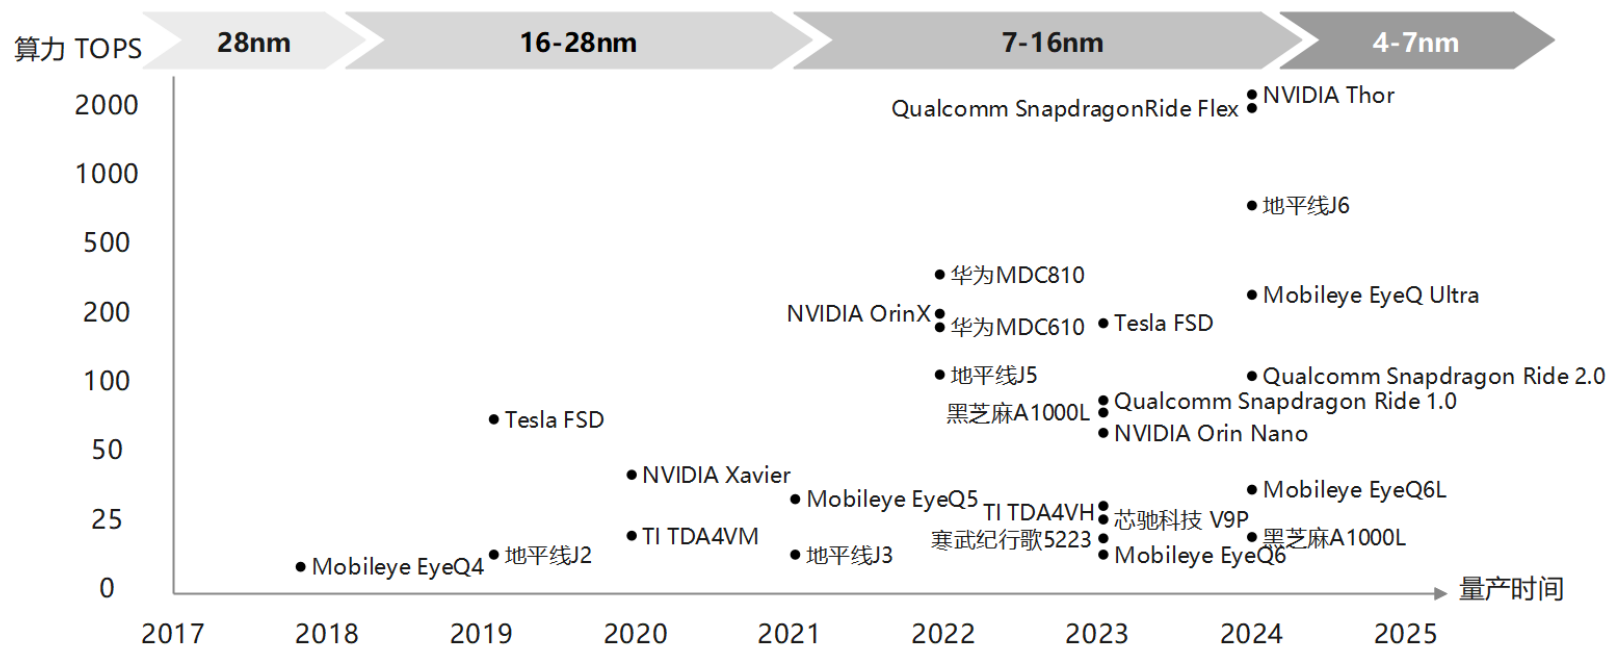 28nm
16-28nm
7-16nm
4-7nm
算力 TOPS
2000
1000
500
200
100
50
25
0
NVIDIA Thor
Qualcomm SnapdragonRide Flex
地平线J6
华为MDC810
Mobileye EyeQ Ultra
NVIDIA OrinX
华为MDC610
Tesla FSD
地平线J5
Qualcomm Snapdragon Ride 2.0
Qualcomm Snapdragon Ride 1.0
黑芝麻A1000L
Tesla FSD
NVIDIA Orin Nano
NVIDIA Xavier
Mobileye EyeQ6L
Mobileye EyeQ5
TI TDA4VH
芯驰科技 V9P
TI TDA4VM
寒武纪行歌5223
黑芝麻A1000L
地平线J2
地平线J3
Mobileye EyeQ6
Mobileye EyeQ4
量产时间
2017
2018
2019
2020
2021
2022
2023
2024
2025